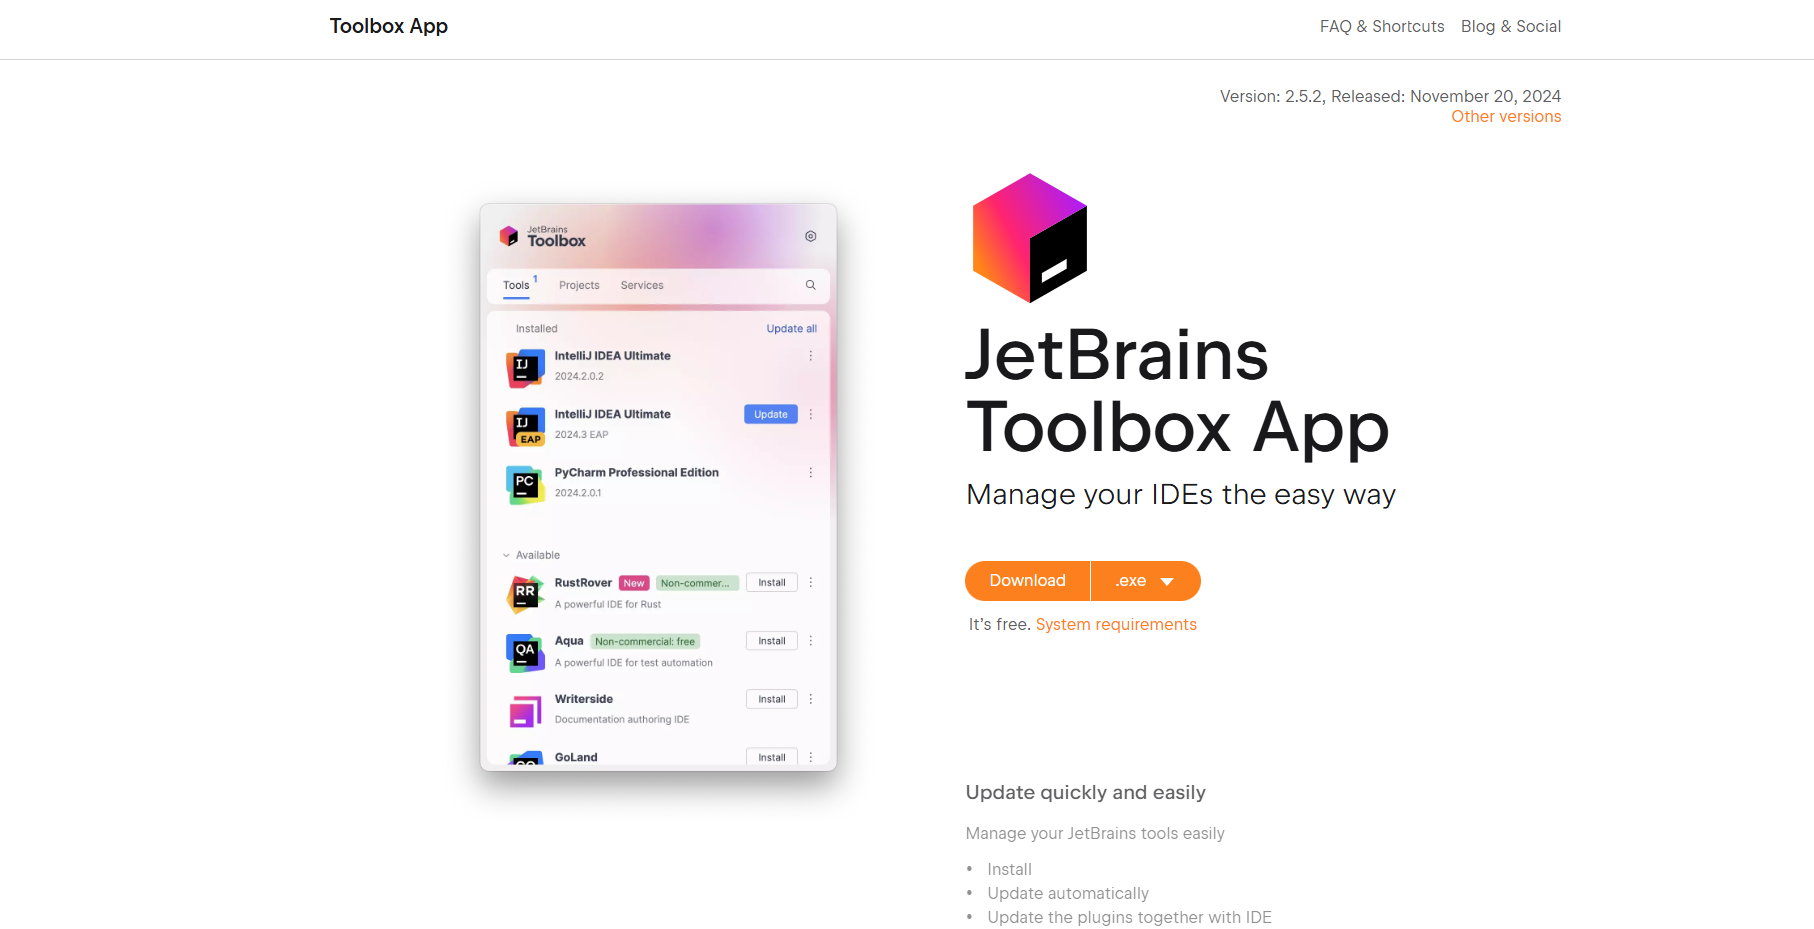 Toolbox App
FAQ & Shortcuts
Blog & Social
Version: 2.5.2, Released: November 20, 2024
Other versions
JetBrains
Toolbox
Tools 1
Projects
Services
Installed
Update all
IJ
IntelliJ IDEA Ultimate
2024.2.0.2
IJ
EAP
IntelliJ IDEA Ultimate
2024.3 EAP
Update
PC
PyCharm Professional Edition
2024.2.0.1
Available
RR
RustRover
New
Non-commer...
Install
A powerful IDE for Rust
QA
Aqua
Non-commercial: free
Install
A powerful IDE for test automation
Writerside
Install
Documentation authoring IDE
GO
GoLand
Install
JetBrains
Toolbox App
Manage your IDEs the easy way
Download
.exe
It’s free. System requirements
Update quickly and easily
Manage your JetBrains tools easily
• Install
• Update automatically
• Update the plugins together with IDE